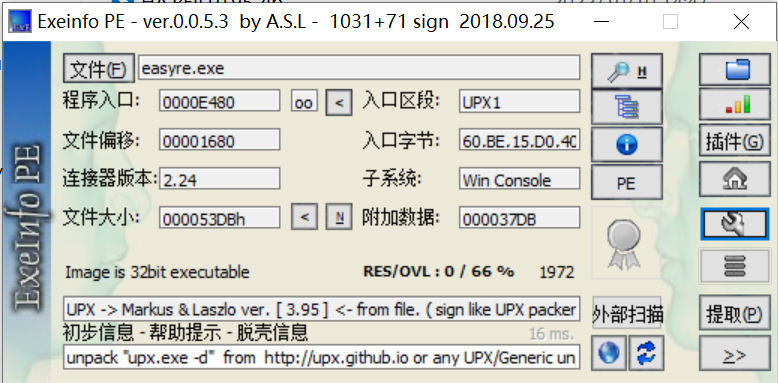 Exeinfo PE - ver.0.0.5.3 by A.S.L - 1031+71 sign 2018.09.25
文件(F) easyre.exe
程序入口: 0000E480 oo < 入口区段: UPX1
文件偏移: 00001680 入口字节: 60.BE.15.D0.40
连接器版本: 2.24 子系统: Win Console
文件大小: 000053DBh < N 附加数据: 000037DB
Image is 32bit executable RES/OVL : 0 / 66 % 1972
UPX -> Markus & Laszlo ver. [ 3.95 ] <- from file. ( sign like UPX packer
初步信息 - 帮助提示 - 脱壳信息 16 ms.
unpack "upx.exe -d" from http://upx.github.io or any UPX/Generic un
H
PE
外部扫描
插件(G)
提取(P)
>>
ExeInfo PE